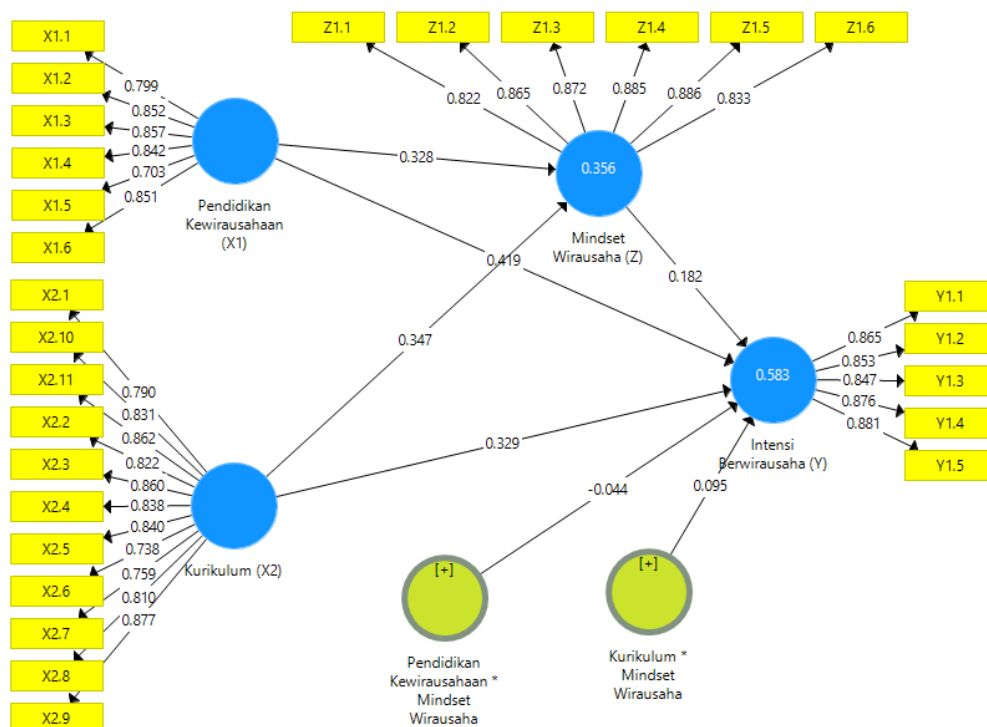 Z1.1
Z1.2
Z1.3
Z1.4
Z1.5
Z1.6
0.822
0.865
0.872
0.885
0.886
0.833
X1.1
X1.2
X1.3
X1.4
X1.5
X1.6
0.799
0.852
0.857
0.842
0.703
0.851
Pendidikan
Kewirausahaan
(X1)
0.328
0.356
Mindset
Wirausaha (Z)
0.419
0.182
0.347
X2.1
X2.10
X2.11
X2.2
X2.3
X2.4
X2.5
X2.6
X2.7
X2.8
X2.9
0.790
0.831
0.862
0.822
0.860
0.838
0.840
0.738
0.759
0.810
0.877
Kurikulum (X2)
0.329
0.583
Intensi
Berwirausaha (Y)
0.865
0.853
0.847
0.876
0.881
Y1.1
Y1.2
Y1.3
Y1.4
Y1.5
-0.044
0.095
[+]
Pendidikan
Kewirausahaan *
Mindset
Wirausaha
[+]
Kurikulum *
Mindset
Wirausaha